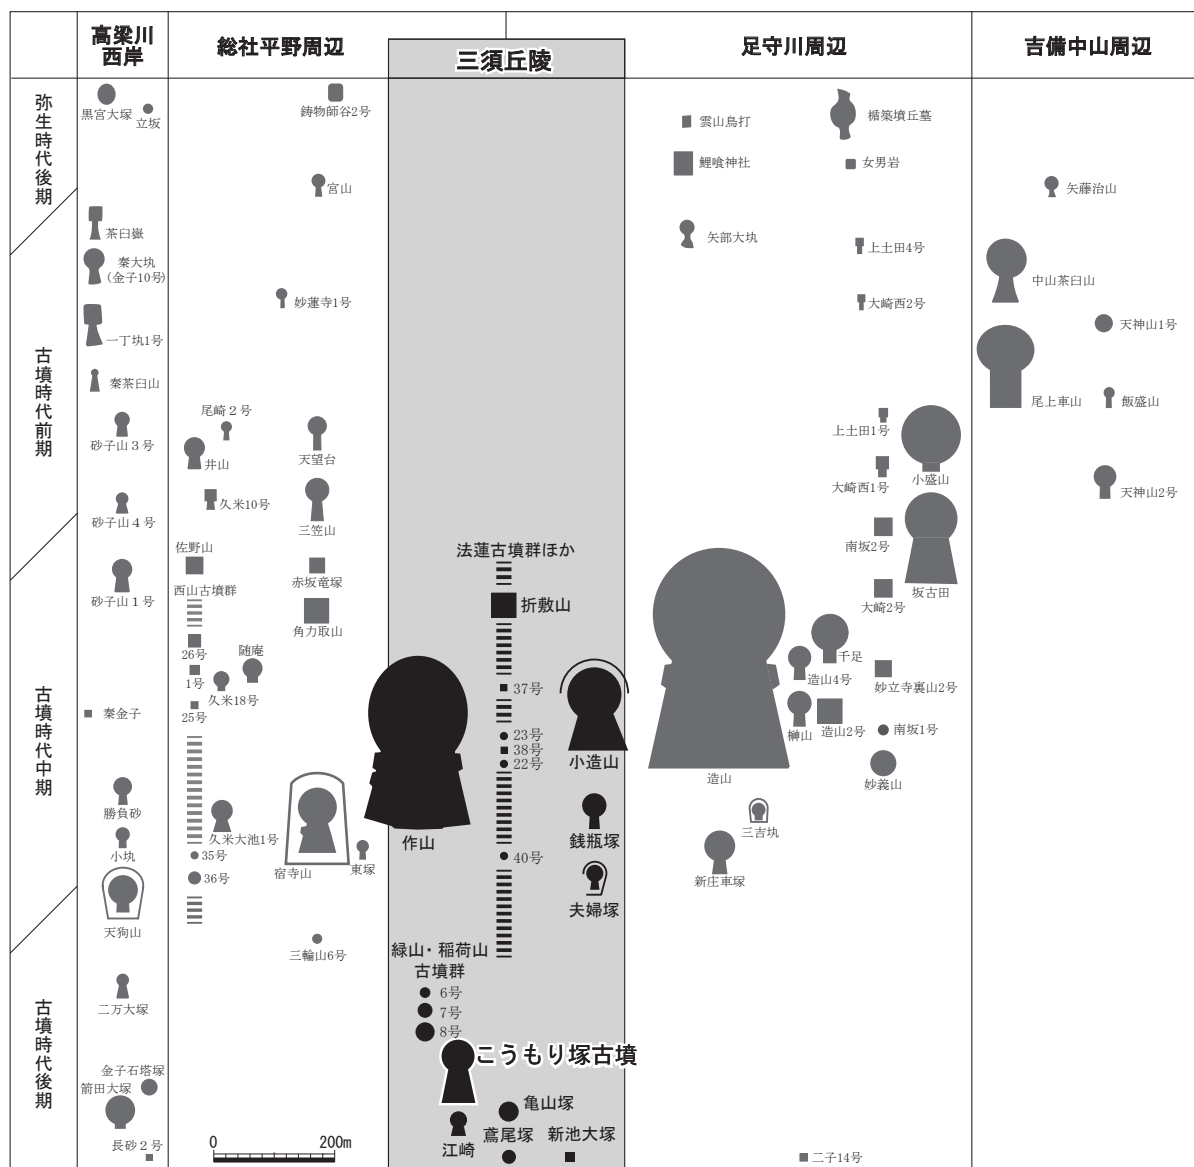 高梁川
西岸
総社平野周辺
三須丘陵
足守川周辺
吉備中山周辺
弥生時代後期
古墳時代前期
古墳時代中期
古墳時代後期
黒宮大塚
立坂
茶臼嶽
秦大㘴
(金子10号)
一丁㘴1号
秦茶臼山
砂子山３号
砂子山４号
砂子山１号
秦金子
勝負砂
小㘴
天狗山
二万大塚
金子石塔塚
箭田大塚
長砂２号
鋳物師谷2号
宮山
妙蓮寺1号
尾崎２号
井山
天望台
久米10号
三笠山
佐野山
西山古墳群
赤坂竜塚
角力取山
26号
随庵
1号
久米18号
25号
久米大池1号
35号
宿寺山
東塚
36号
三輪山6号
0
200m
法蓮古墳群ほか
折敷山
37号
23号
38号
22号
小造山
作山
銭瓶塚
40号
夫婦塚
緑山・稲荷山
古墳群
6号
7号
8号
こうもり塚古墳
亀山塚
江崎
鳶尾塚
新池大塚
雲山鳥打
楯築墳丘墓
鯉喰神社
女男岩
矢部大㘴
上土田4号
大崎西2号
上土田1号
小盛山
大崎西1号
南坂2号
坂古田
大崎2号
千足
造山4号
妙立寺裏山2号
榊山
造山2号
南坂1号
造山
妙義山
三吉㘴
新庄車塚
二子14号
矢藤治山
中山茶臼山
天神山1号
尾上車山
飯盛山
天神山2号